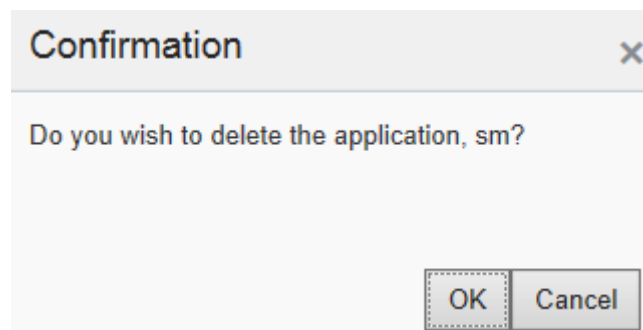 Confirmation
Do you wish to delete the application, sm?
OK Cancel